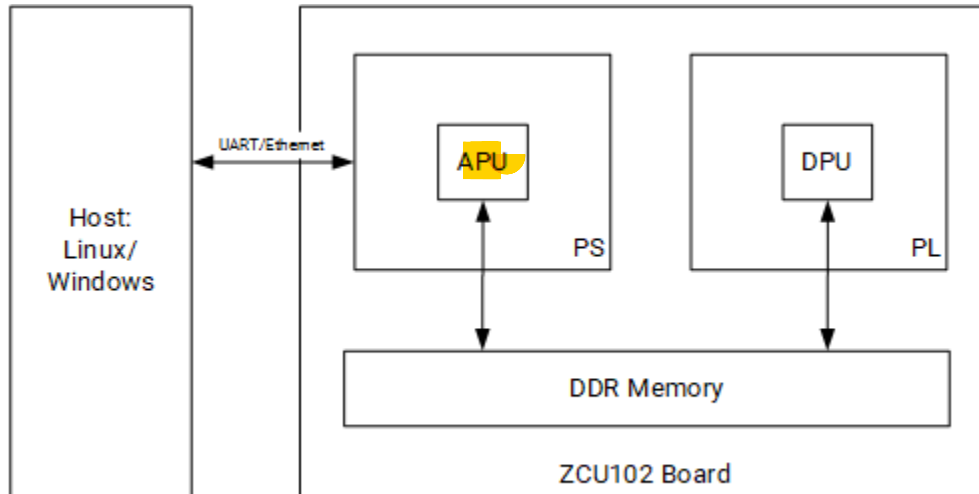 UART/Ethernet
APU
DPU
Host:
Linux/
Windows
PS
PL
DDR Memory
ZCU102 Board